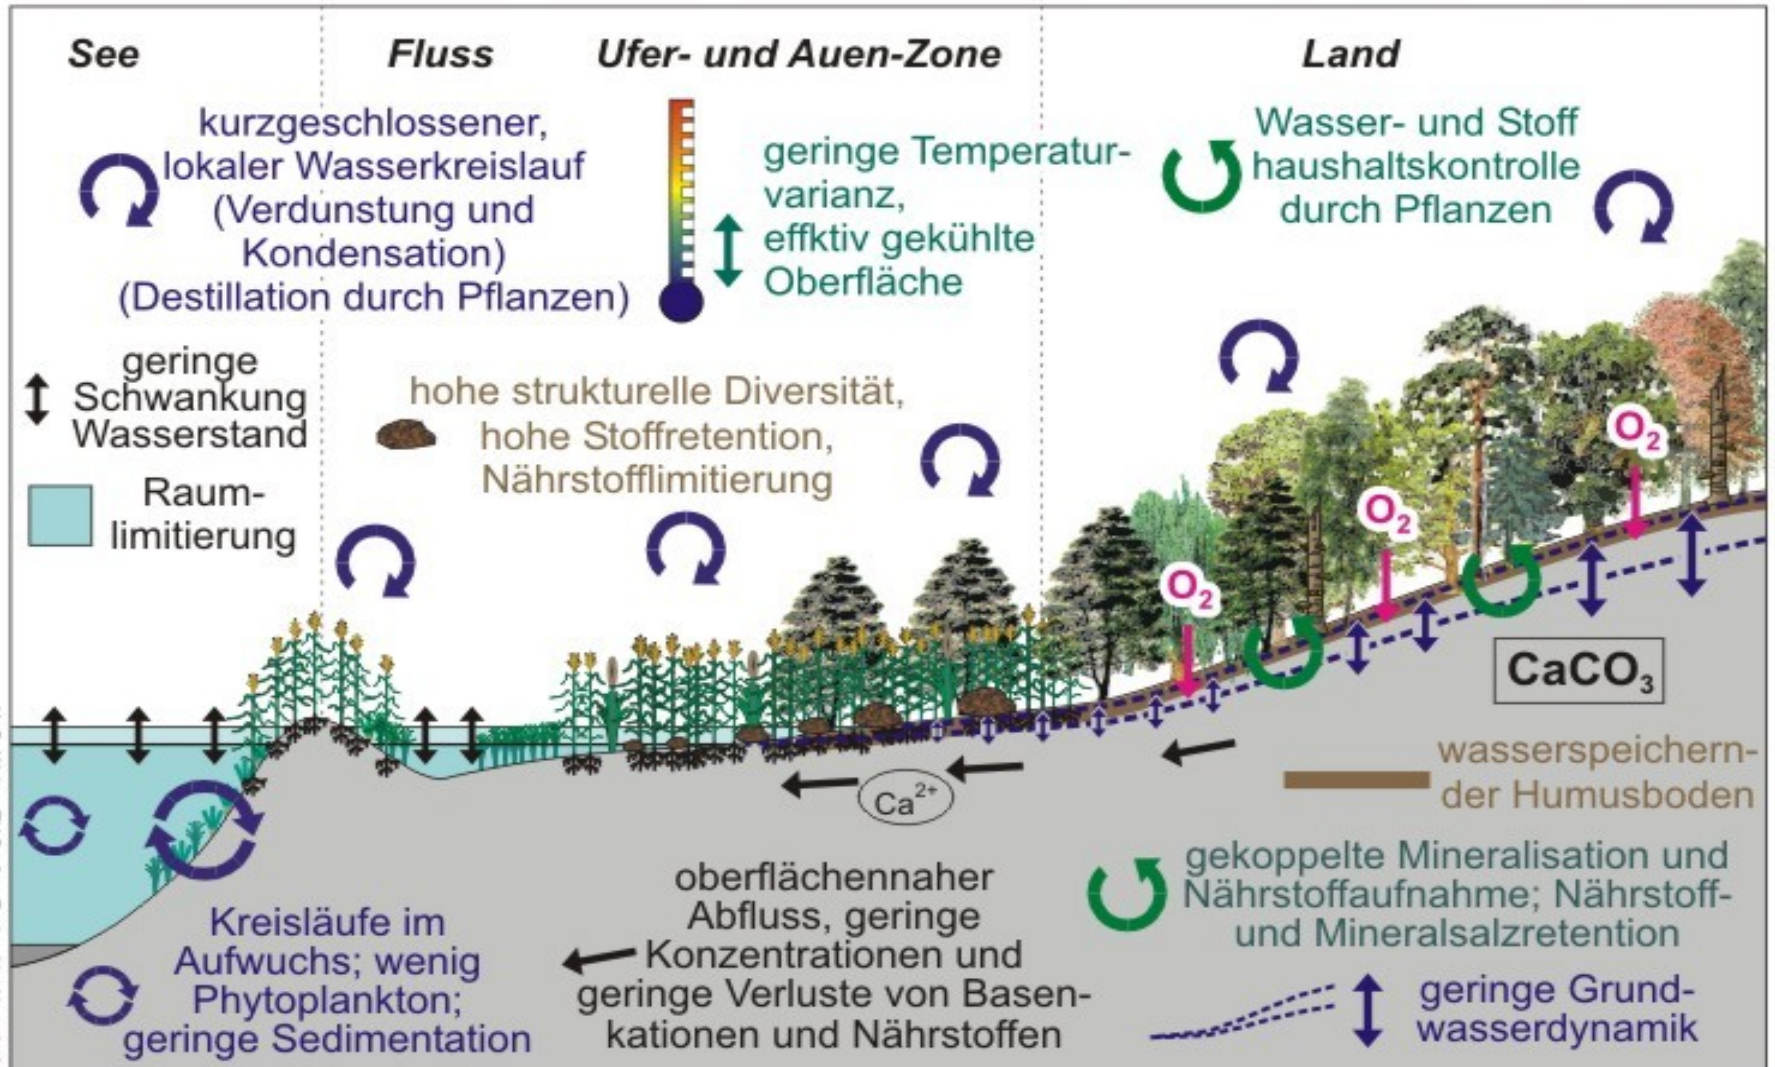 See
Fluss
Ufer- und Auen-Zone
Land
kurzgeschlossener,
lokaler Wasserkreislauf
(Verdunstung und
Kondensation)
(Destillation durch Pflanzen)
geringe Temperatur-
varianz,
effktiv gekühlte
Oberfläche
Wasser- und Stoff
haushaltskontrolle
durch Pflanzen
geringe
Schwankung
Wasserstand
hohe strukturelle Diversität,
hohe Stoffretention,
Nährstofflimitierung
Raum-
limitierung
O₂
O₂
O₂
CaCO₃
Ca²⁺
wasserspeichern-
der Humusboden
oberflächennaher
Abfluss, geringe
Konzentrationen und
geringe Verluste von Basen-
kationen und Nährstoffen
gekoppelte Mineralisation und
Nährstoffaufnahme; Nährstoff-
und Mineralsalzretention
Kreisläufe im
Aufwuchs; wenig
Phytoplankton;
geringe Sedimentation
geringe Grund-
wasserdynamik